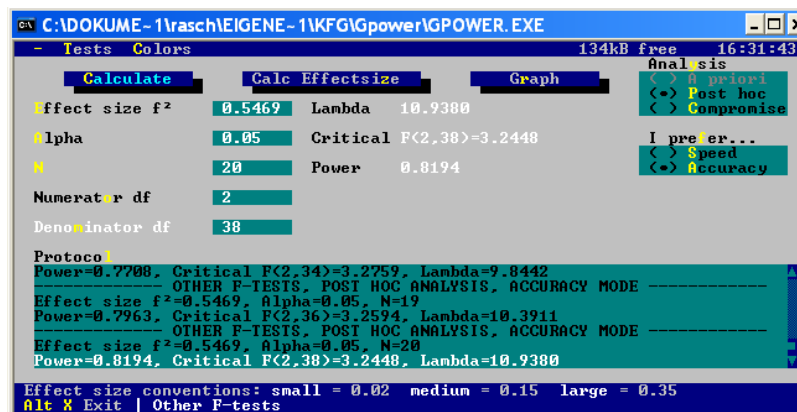 C:\DOKUME~1\rasch\EIGENE~1\KFG\Gpower\GPOWER.EXE
- Tests Colors 134kB free 16:31:43
Calculate Calc Effectsize Graph
Analysis
( ) A priori
(•) Post hoc
( ) Compromise
Effect size f² 0.5469 Lambda 10.9380
Alpha 0.05 Critical F(2,38)=3.2448
I prefer...
( ) Speed
(•) Accuracy
N 20 Power 0.8194
Numerator df 2
Denominator df 38
Protocol
Power=0.7708, Critical F(2,34)=3.2759, Lambda=9.8442
------------- OTHER F-TESTS, POST HOC ANALYSIS, ACCURACY MODE ------------
Effect size f²=0.5469, Alpha=0.05, N=19
Power=0.7963, Critical F(2,36)=3.2594, Lambda=10.3911
------------- OTHER F-TESTS, POST HOC ANALYSIS, ACCURACY MODE ------------
Effect size f²=0.5469, Alpha=0.05, N=20
Power=0.8194, Critical F(2,38)=3.2448, Lambda=10.9380
Effect size conventions: small = 0.02 medium = 0.15 large = 0.35
Alt X Exit | Other F-tests